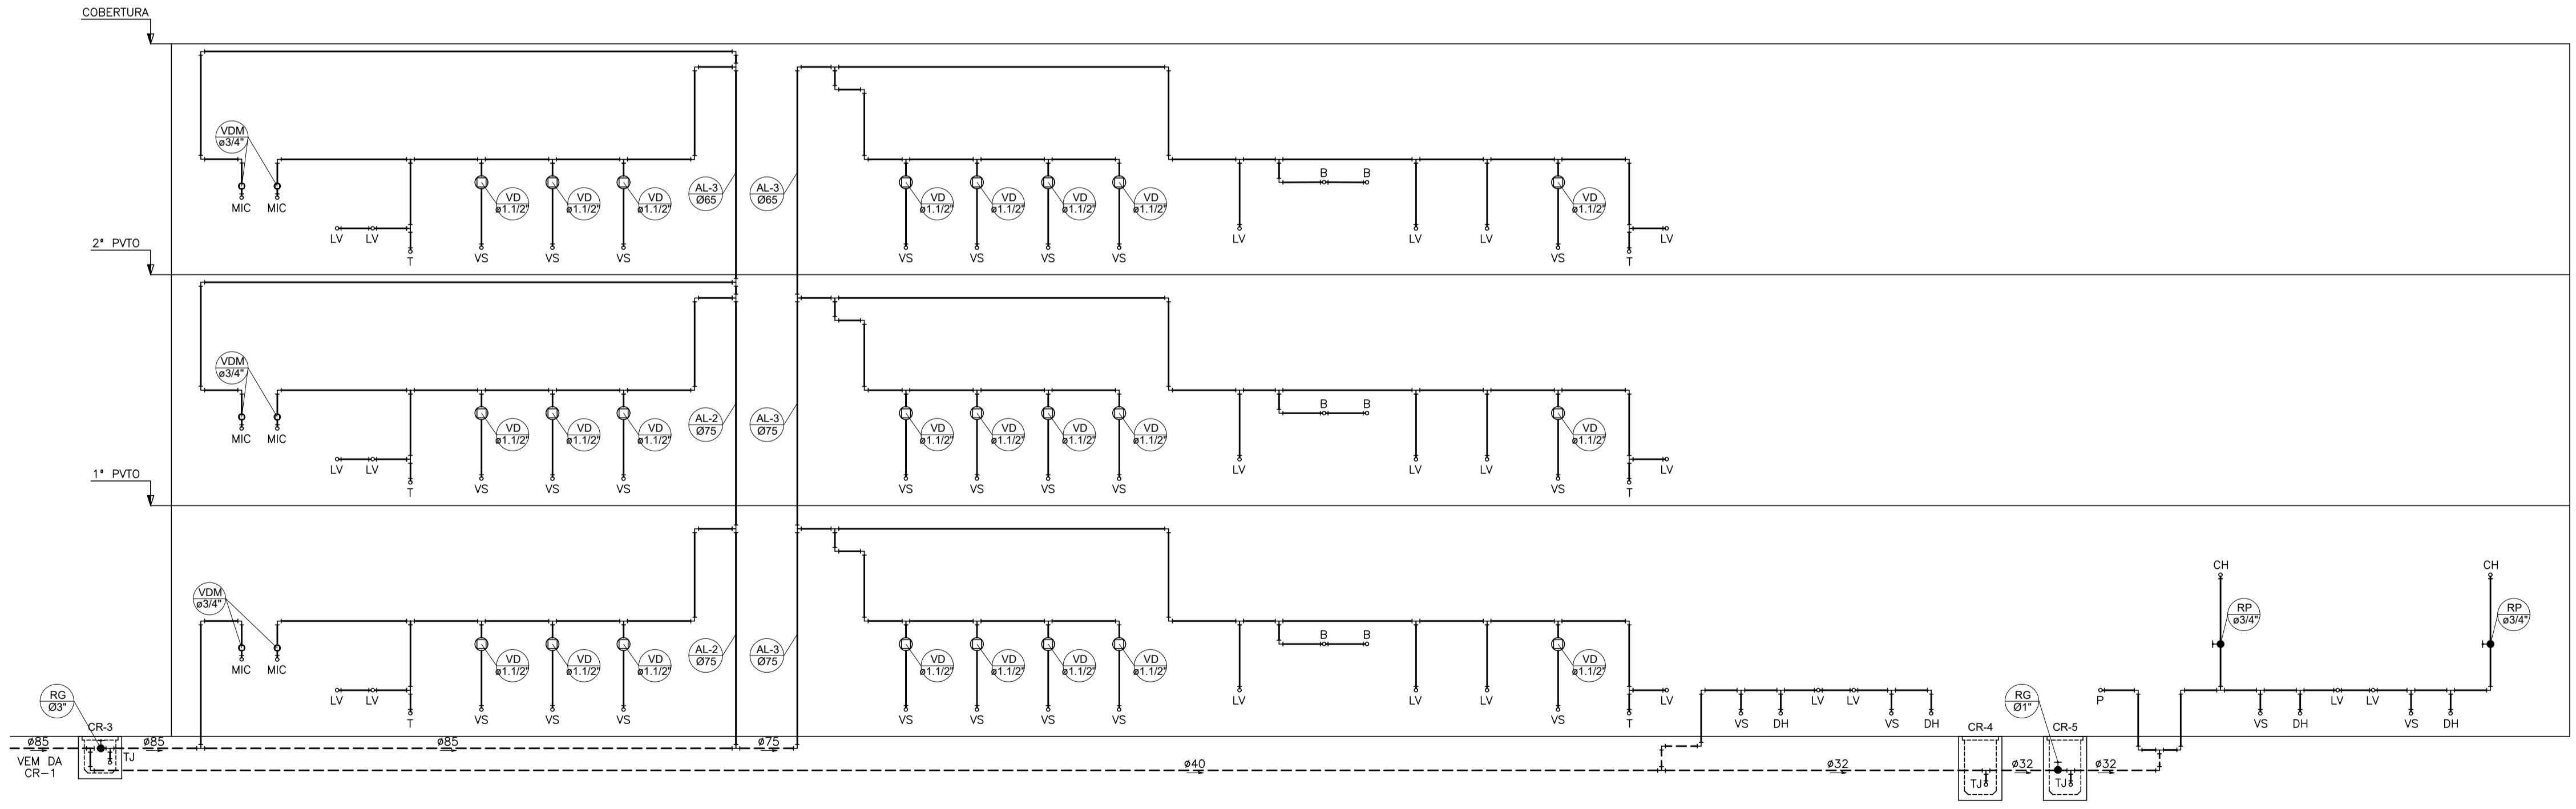 COBERTURA
VDM
ø3/4"
MIC MIC
LV LV
T
VS VS VS
VD
ø1.1/2"
VD
ø1.1/2"
VD
ø1.1/2"
AL-3
Ø65
AL-3
Ø65
VD
ø1.1/2"
VD
ø1.1/2"
VD
ø1.1/2"
VD
ø1.1/2"
VS VS VS VS
LV
B B
LV LV
VD
ø1.1/2"
VS
T
LV
2° PVTO
VDM
ø3/4"
MIC MIC
LV LV
T
VS VS VS
VD
ø1.1/2"
VD
ø1.1/2"
VD
ø1.1/2"
AL-2
Ø75
AL-3
Ø75
VD
ø1.1/2"
VD
ø1.1/2"
VD
ø1.1/2"
VD
ø1.1/2"
VS VS VS VS
LV
B B
LV LV
VD
ø1.1/2"
VS
T
LV
1° PVTO
VDM
ø3/4"
MIC MIC
LV LV
T
VS VS VS
VD
ø1.1/2"
VD
ø1.1/2"
VD
ø1.1/2"
AL-2
Ø75
AL-3
Ø75
VD
ø1.1/2"
VD
ø1.1/2"
VD
ø1.1/2"
VD
ø1.1/2"
VS VS VS VS
LV
B B
LV LV
VD
ø1.1/2"
VS
T
LV
VS DH LV LV VS DH
CH CH
RP
ø3/4"
RP
ø3/4"
P
VS DH LV LV VS DH
RG
Ø3"
RG
Ø1"
CR-3
CR-4
CR-5
ø85
ø85
ø85
ø75
VEM DA
CR-1
TJ
ø40
ø32
ø32
ø32
TJ
TJ